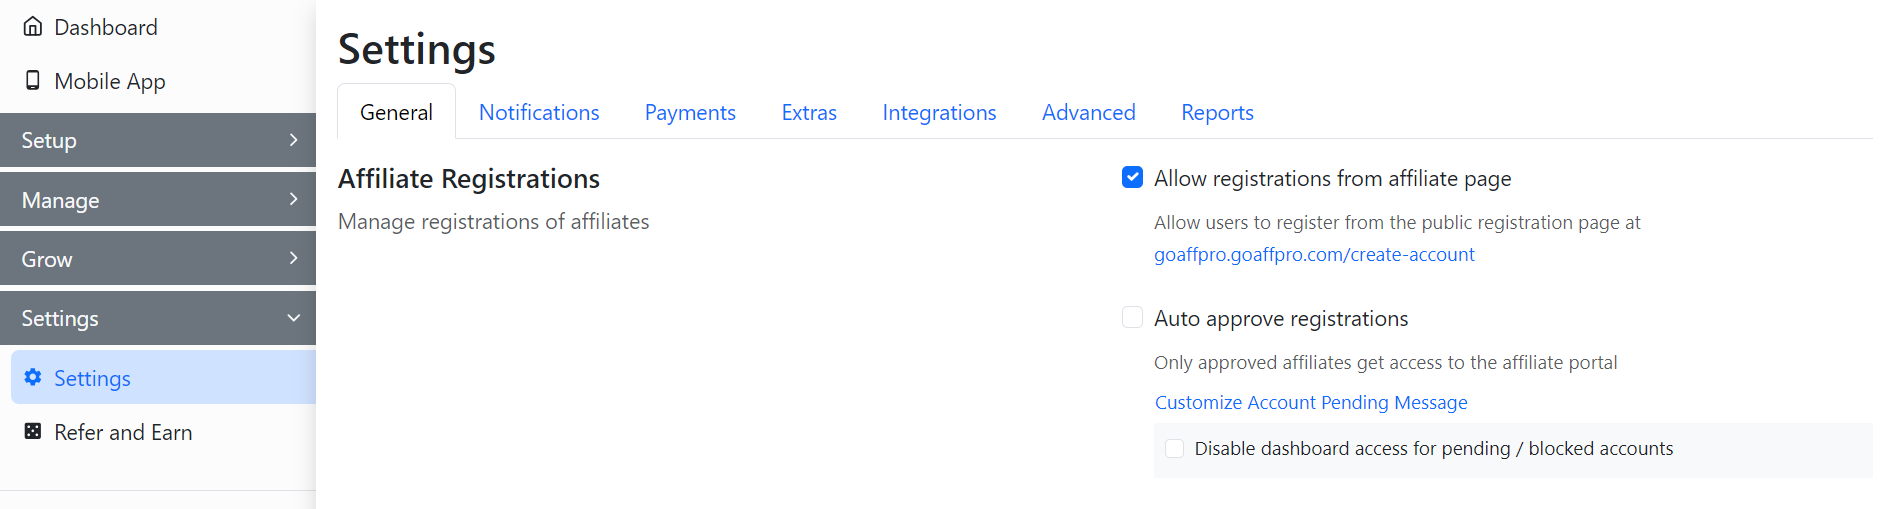 Dashboard
Mobile App
Setup
Manage
Grow
Settings
Settings
Refer and Earn
Settings
General Notifications Payments Extras Integrations Advanced Reports
Affiliate Registrations
Manage registrations of affiliates
Allow registrations from affiliate page
Allow users to register from the public registration page at
goaffpro.goaffpro.com/create-account
Auto approve registrations
Only approved affiliates get access to the affiliate portal
Customize Account Pending Message
Disable dashboard access for pending / blocked accounts